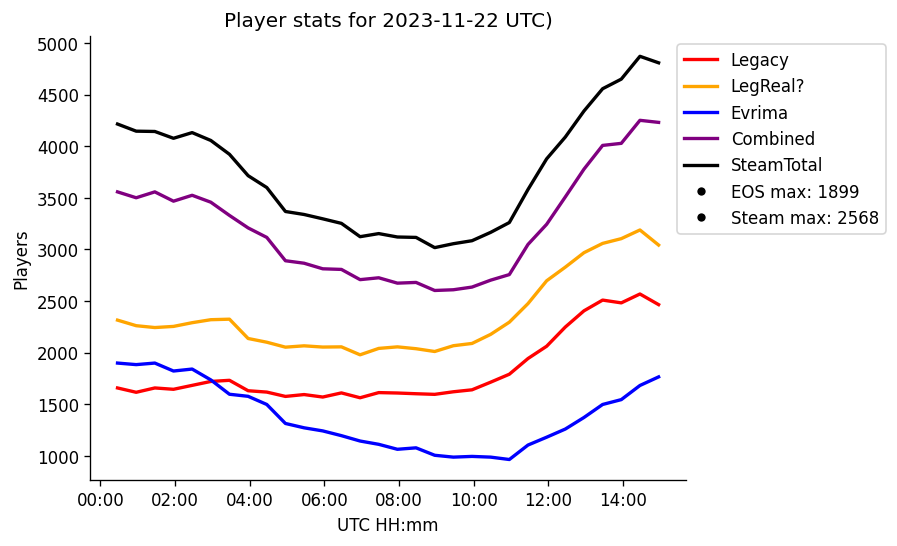 Player stats for 2023-11-22 UTC)
5000
4500
4000
3500
3000
2500
2000
1500
1000
Players
00:00 02:00 04:00 06:00 08:00 10:00 12:00 14:00
UTC HH:mm
Legacy
LegReal?
Evrima
Combined
SteamTotal
EOS max: 1899
Steam max: 2568